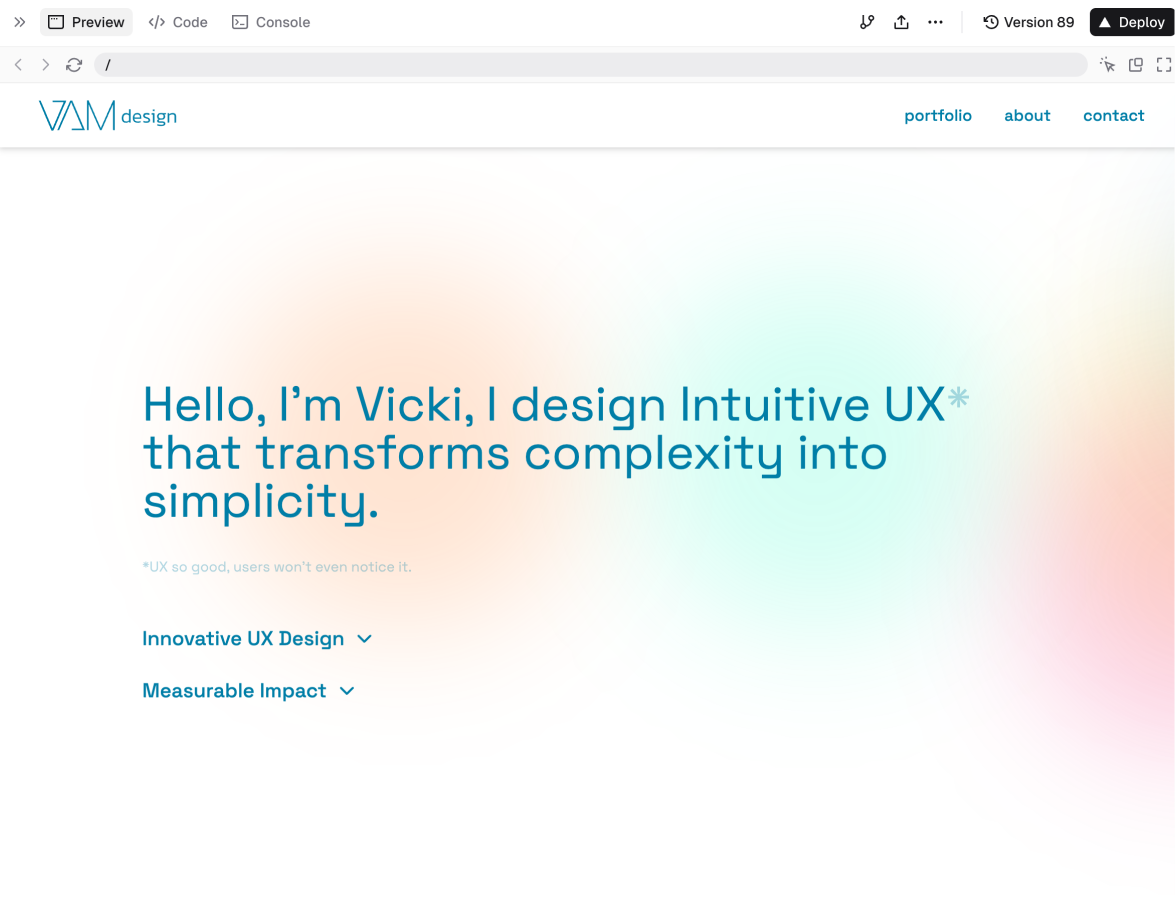 Preview
Code
Console
Version 89
Deploy
/
VAM design
portfolio
about
contact
Hello, I’m Vicki, I design Intuitive UX*
that transforms complexity into
simplicity.
*UX so good, users won’t even notice it.
Innovative UX Design
Measurable Impact